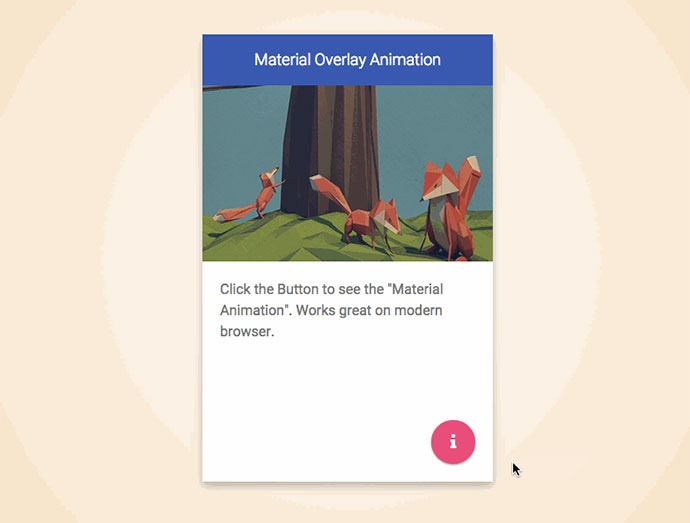 Material Overlay Animation
Click the Button to see the "Material
Animation". Works great on modern
browser.
i